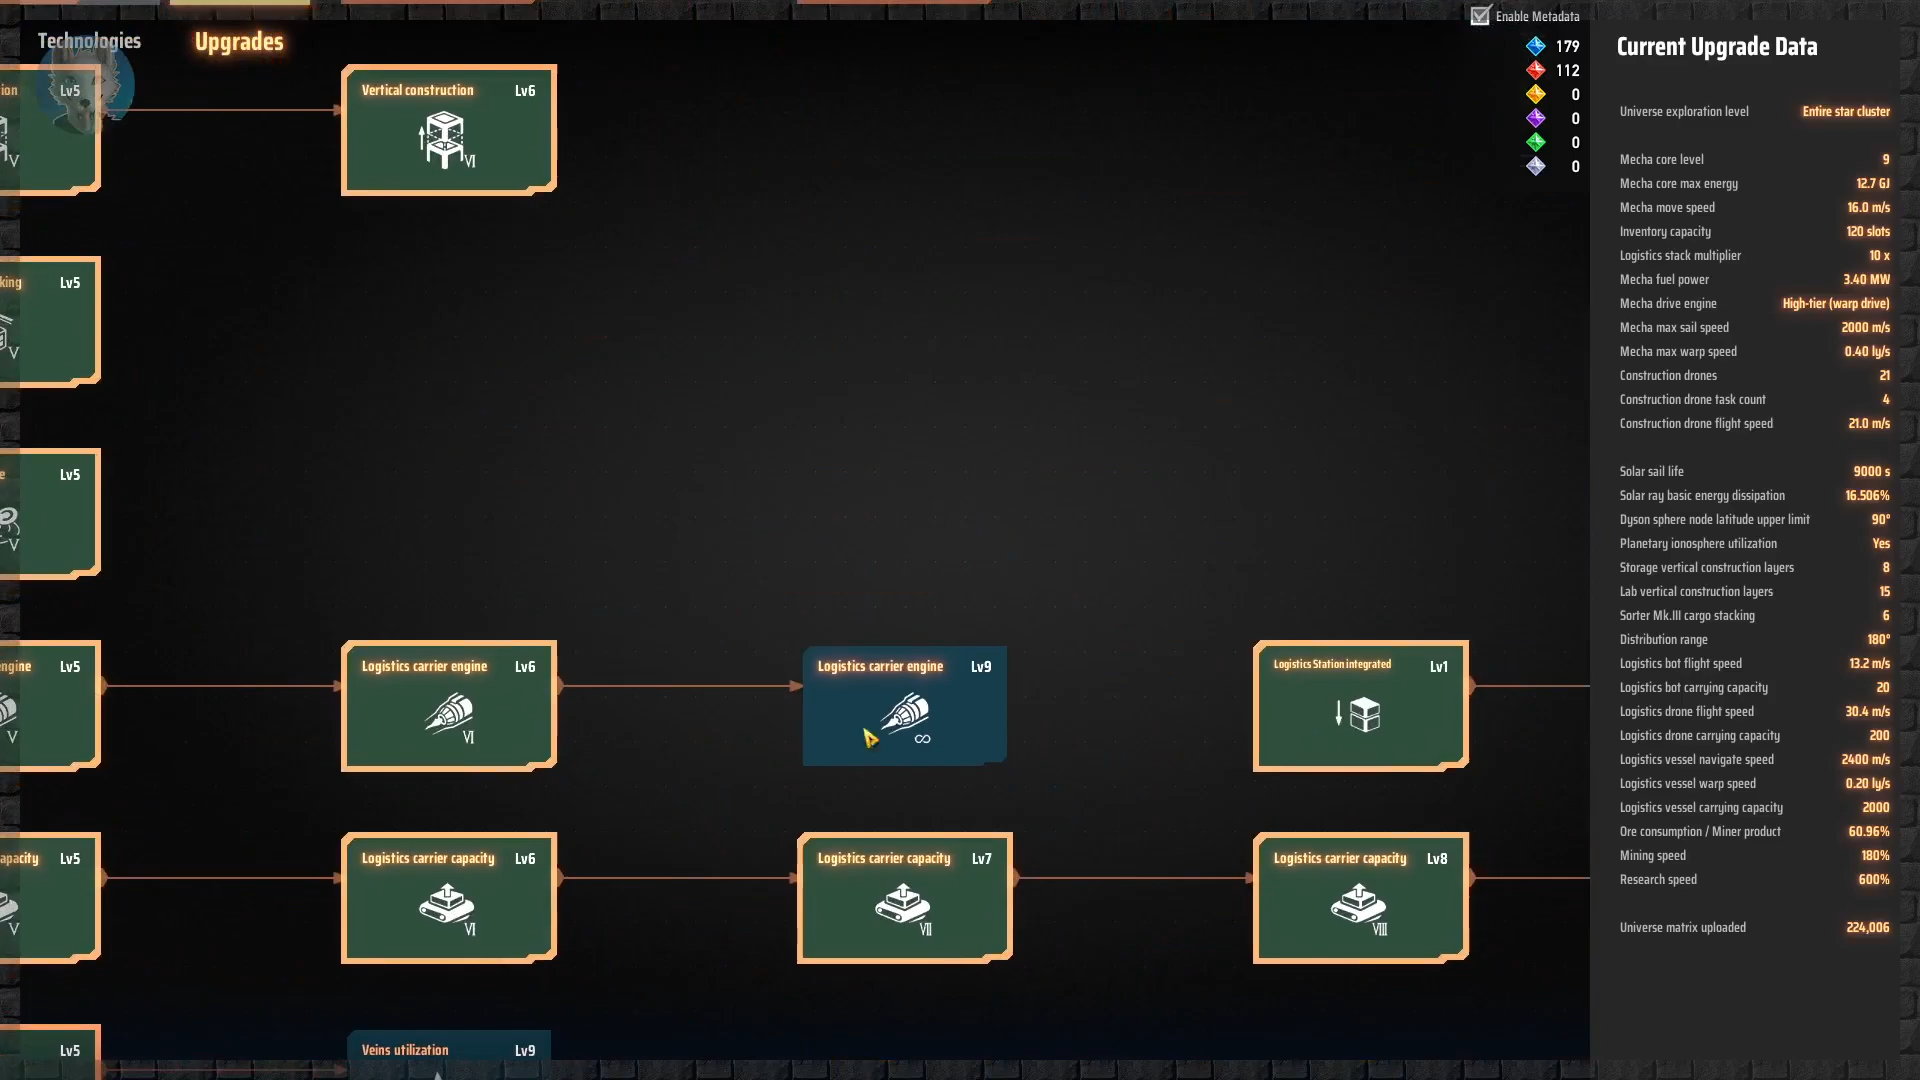 Technologies
Upgrades
Enable Metadata
179
112
0
0
0
0
ion Lv5
V
Vertical construction Lv6
VI
king Lv5
V
e Lv5
V
ngine Lv5
V
Logistics carrier engine Lv6
VI
Logistics carrier engine Lv9
∞
Logistics Station integrated Lv1
apacity Lv5
V
Logistics carrier capacity Lv6
VI
Logistics carrier capacity Lv7
VII
Logistics carrier capacity Lv8
VIII
Lv5
Veins utilization Lv9
Current Upgrade Data
Universe exploration level Entire star cluster
Mecha core level 9
Mecha core max energy 12.7 GJ
Mecha move speed 16.0 m/s
Inventory capacity 120 slots
Logistics stack multiplier 10 x
Mecha fuel power 3.40 MW
Mecha drive engine High-tier (warp drive)
Mecha max sail speed 2000 m/s
Mecha max warp speed 0.40 ly/s
Construction drones 21
Construction drone task count 4
Construction drone flight speed 21.0 m/s
Solar sail life 9000 s
Solar ray basic energy dissipation 16.506%
Dyson sphere node latitude upper limit 90°
Planetary ionosphere utilization Yes
Storage vertical construction layers 8
Lab vertical construction layers 15
Sorter Mk.III cargo stacking 6
Distribution range 180°
Logistics bot flight speed 13.2 m/s
Logistics bot carrying capacity 20
Logistics drone flight speed 30.4 m/s
Logistics drone carrying capacity 200
Logistics vessel navigate speed 2400 m/s
Logistics vessel warp speed 0.20 ly/s
Logistics vessel carrying capacity 2000
Ore consumption / Miner product 60.96%
Mining speed 180%
Research speed 600%
Universe matrix uploaded 224,006